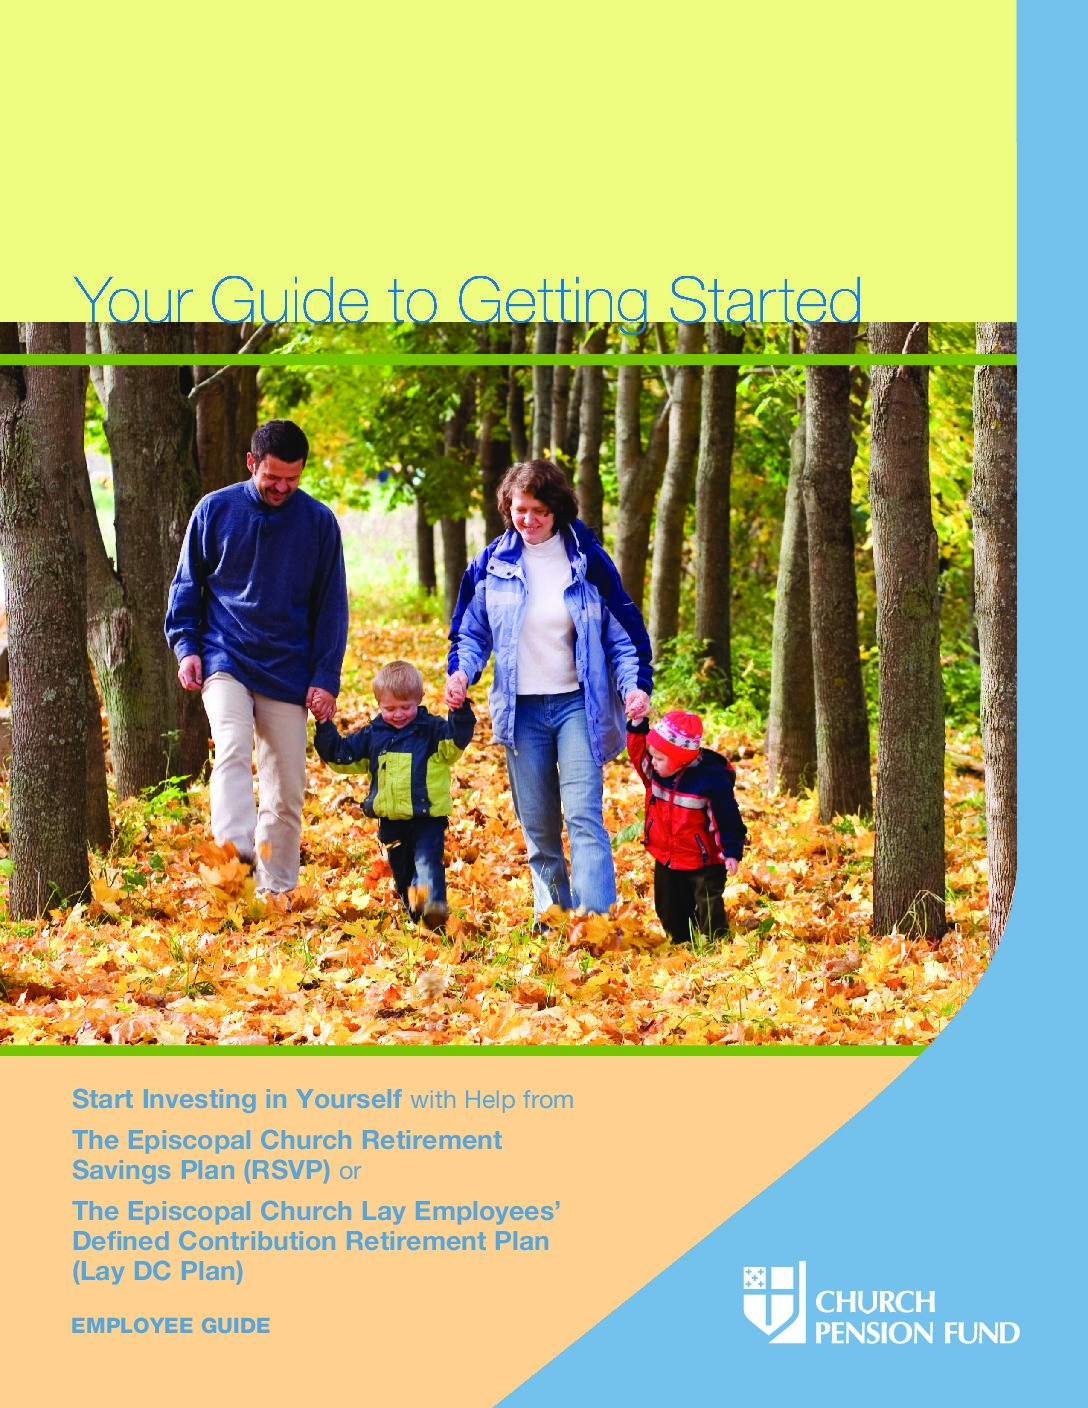 Your Guide to Getting Started
Start Investing in Yourself with Help from
The Episcopal Church Retirement
Savings Plan (RSVP) or
The Episcopal Church Lay Employees’
Defined Contribution Retirement Plan
(Lay DC Plan)
EMPLOYEE GUIDE
CHURCH
PENSION FUND